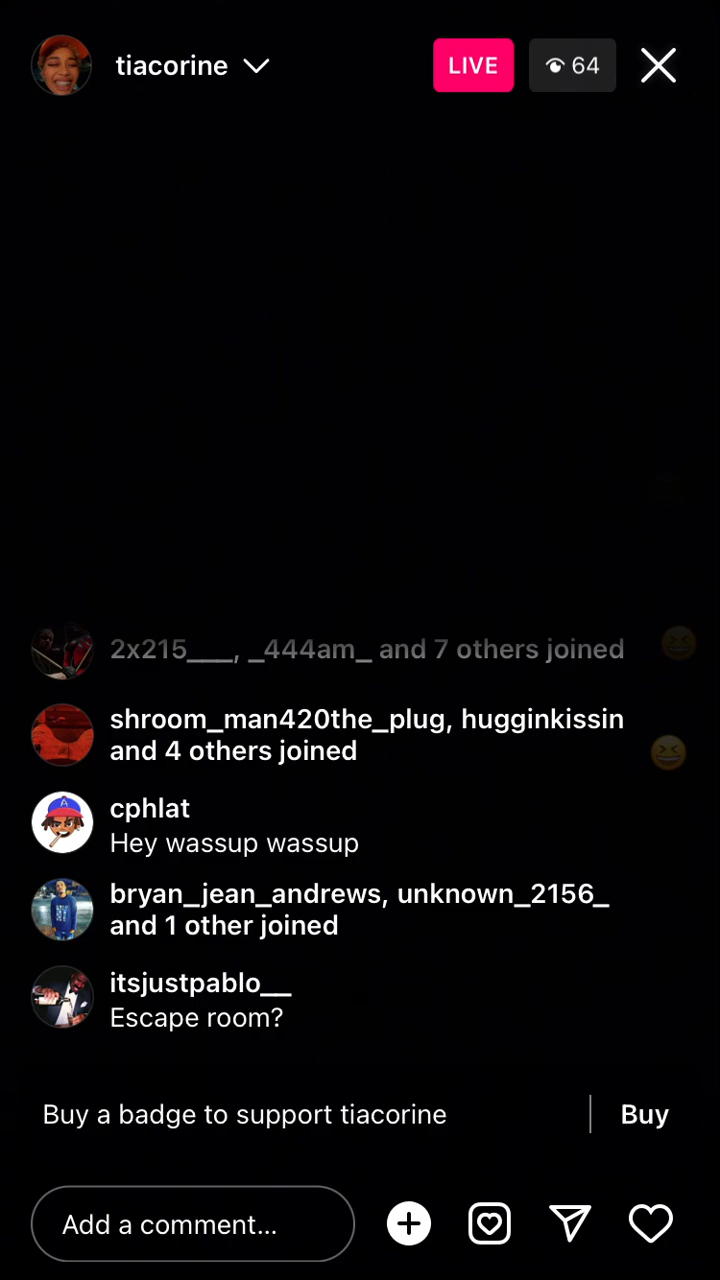 tiacorine
LIVE
64
2x215___, _444am_ and 7 others joined
shroom_man420the_plug, hugginkissin
and 4 others joined
cphlat
Hey wassup wassup
bryan_jean_andrews, unknown_2156_
and 1 other joined
itsjustpablo__
Escape room?
Buy a badge to support tiacorine
Buy
Add a comment...